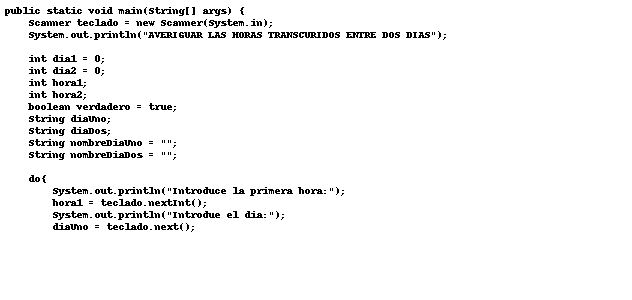 public static void main(String[] args) {
Scanner teclado = new Scanner(System.in);
System.out.println("AVERIGUAR LAS HORAS TRANSCURIDOS ENTRE DOS DIAS");
int dia1 = 0;
int dia2 = 0;
int hora1;
int hora2;
boolean verdadero = true;
String diaUno;
String diaDos;
String nombreDiaUno = "";
String nombreDiaDos = "";
do{
System.out.println("Introduce la primera hora:");
hora1 = teclado.nextInt();
System.out.println("Introdue el dia:");
diaUno = teclado.next();